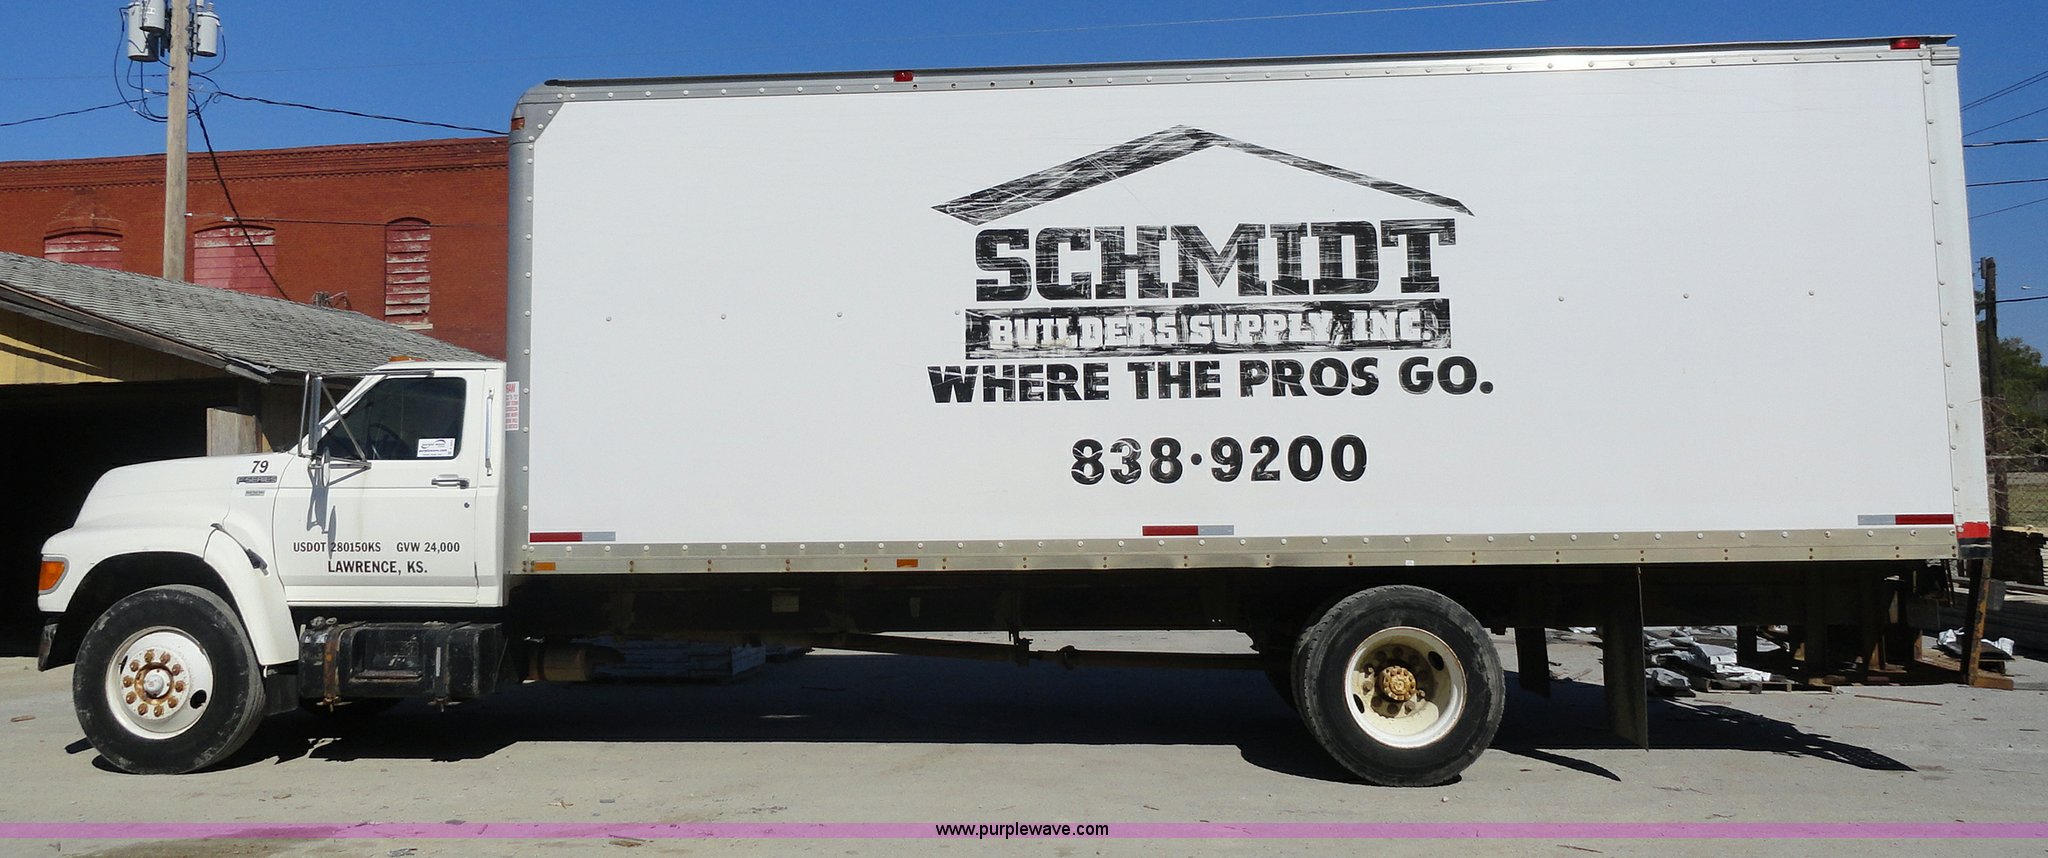 SCHMIDT
BUILDERS SUPPLY, INC.
WHERE THE PROS GO.
838·9200
79
F-SERIES
USDOT 280150KS GVW 24,000
LAWRENCE, KS.
www.purplewave.com